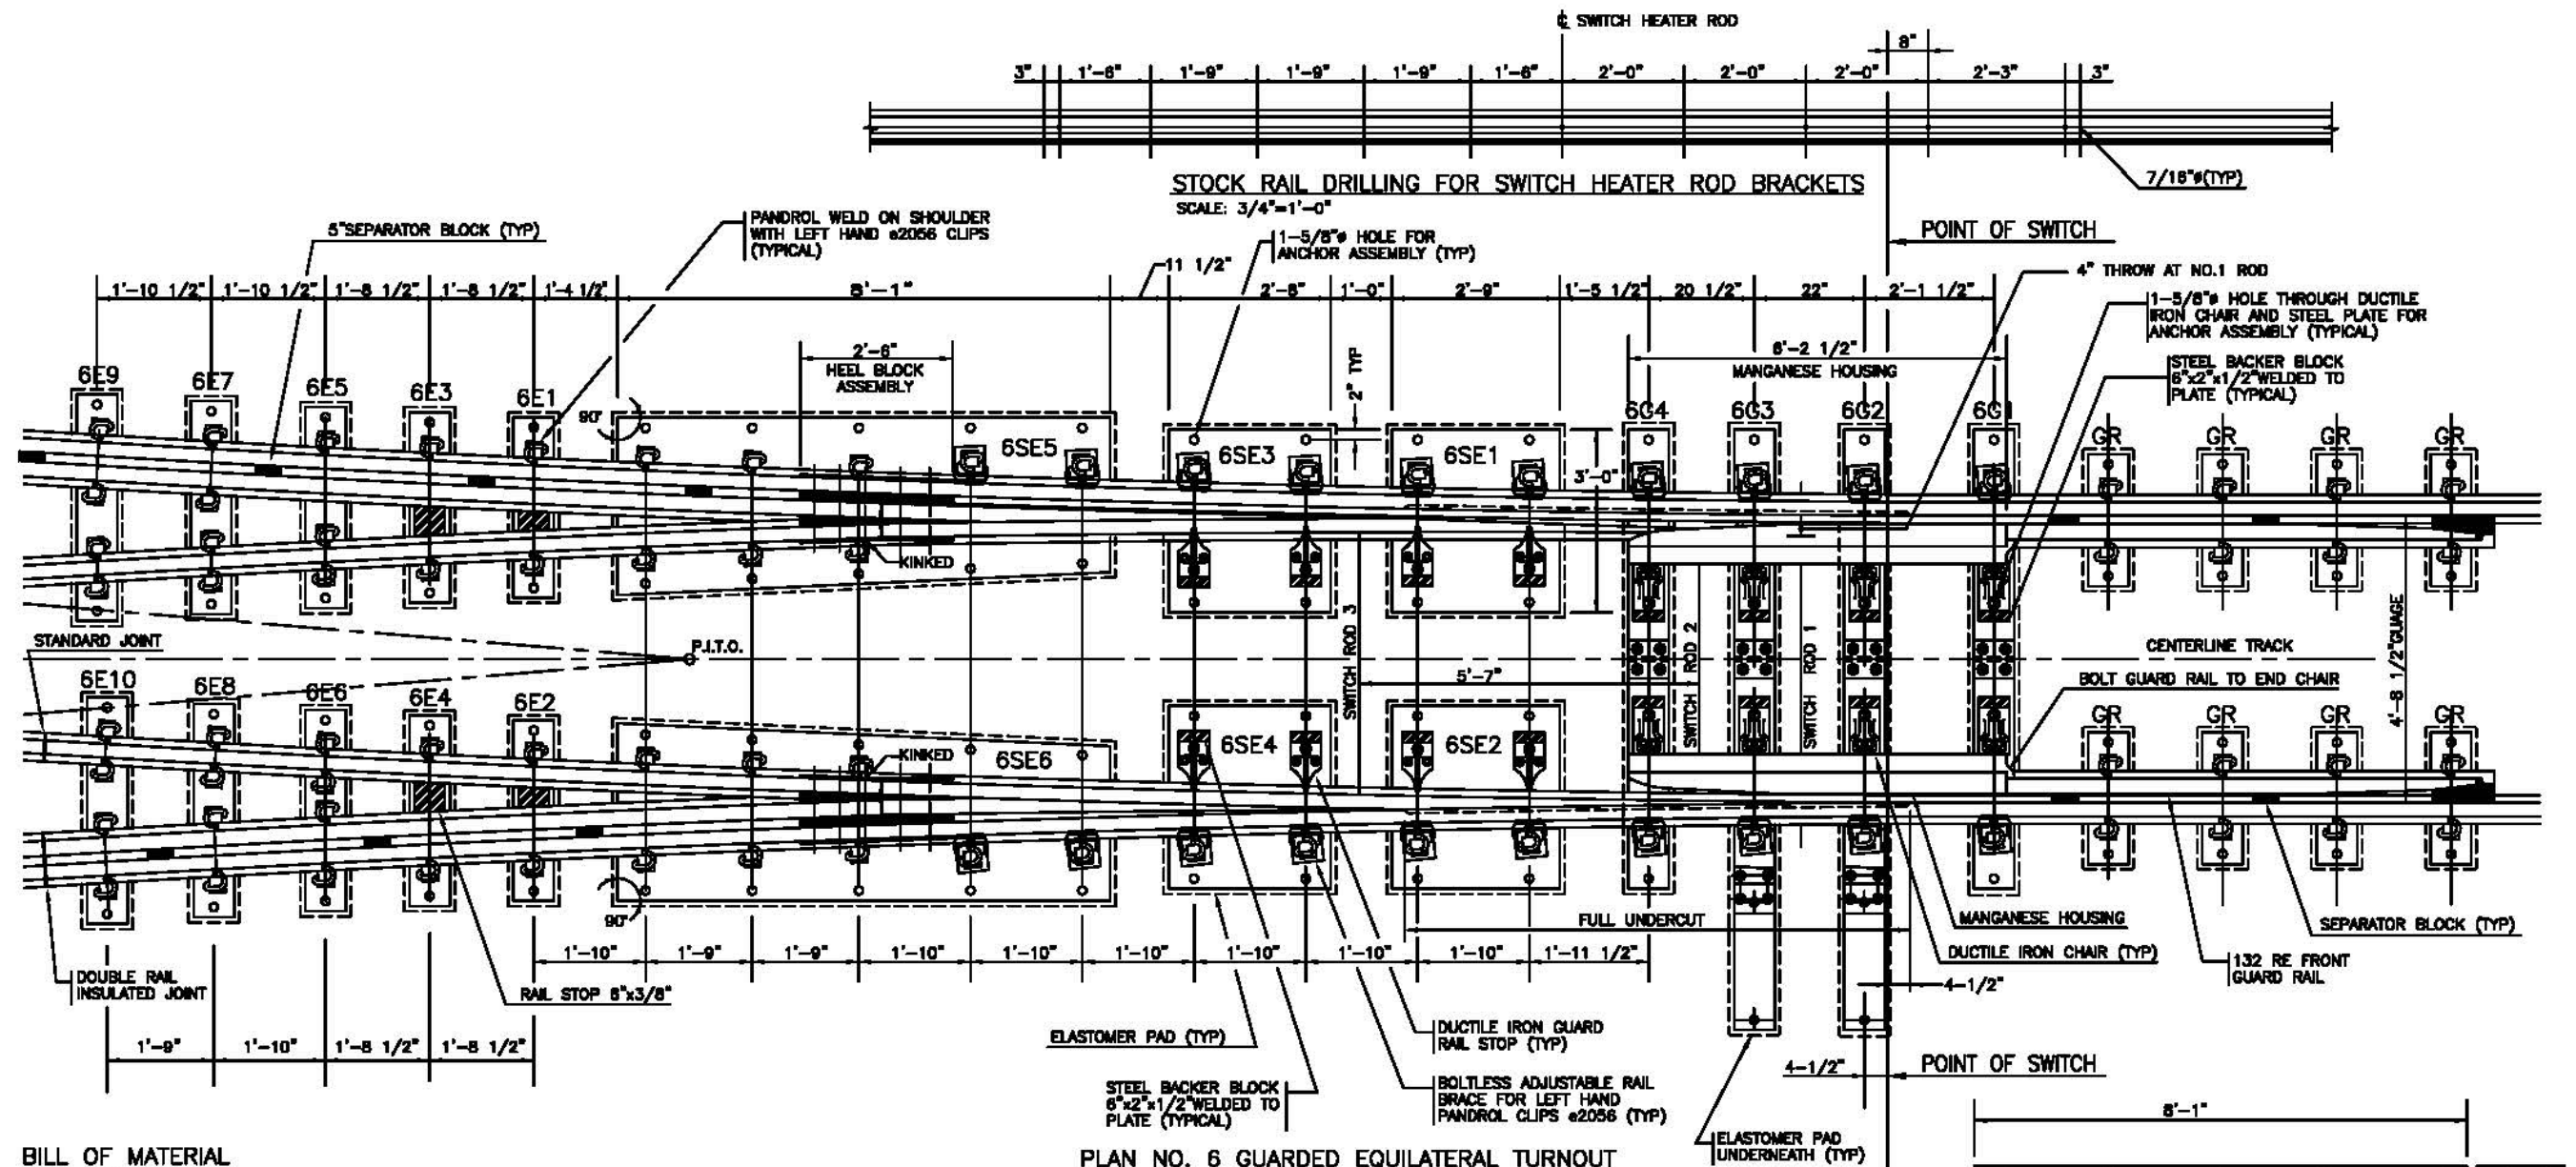 ℄ SWITCH HEATER ROD
8"
3" 1'-6" 1'-9" 1'-9" 1'-9" 1'-6" 2'-0" 2'-0" 2'-0" 2'-3" 3"
7/16"ø(TYP)
STOCK RAIL DRILLING FOR SWITCH HEATER ROD BRACKETS
SCALE: 3/4"=1'-0"
5"SEPARATOR BLOCK (TYP)
PANDROL WELD ON SHOULDER
WITH LEFT HAND e2056 CLIPS
(TYPICAL)
1-5/8"ø HOLE FOR
ANCHOR ASSEMBLY (TYP)
POINT OF SWITCH
4" THROW AT NO.1 ROD
1-5/8"ø HOLE THROUGH DUCTILE
IRON CHAIR AND STEEL PLATE FOR
ANCHOR ASSEMBLY (TYPICAL)
STEEL BACKER BLOCK
6"x2"x1/2"WELDED TO
PLATE (TYPICAL)
1'-10 1/2" 1'-10 1/2" 1'-8 1/2" 1'-8 1/2" 1'-4 1/2" 8'-1" 11 1/2" 2'-8" 1'-0" 2'-9" 1'-5 1/2" 20 1/2" 22" 2'-1 1/2"
2'-6"
HEEL BLOCK
ASSEMBLY
2" TYP
6'-2 1/2"
MANGANESE HOUSING
6E9 6E7 6E5 6E3 6E1 90° 6SE5 6SE3 6SE1 6G4 6G3 6G2 6G1 GR GR GR GR
3'-0"
KINKED
STANDARD JOINT
P.I.T.O.
SWITCH ROD 3
SWITCH ROD 2
SWITCH ROD 1
4'-8 1/2"GUAGE
CENTERLINE TRACK
5'-7"
BOLT GUARD RAIL TO END CHAIR
6E10 6E8 6E6 6E4 6E2 6SE6 6SE4 6SE2 GR GR GR GR
KINKED
90°
FULL UNDERCUT
MANGANESE HOUSING
SEPARATOR BLOCK (TYP)
1'-10" 1'-9" 1'-9" 1'-10" 1'-10" 1'-10" 1'-10" 1'-10" 1'-10" 1'-11 1/2"
DUCTILE IRON CHAIR (TYP)
132 RE FRONT
GUARD RAIL
4-1/2"
DOUBLE RAIL
INSULATED JOINT
RAIL STOP 6"x3/8"
1'-9" 1'-10" 1'-8 1/2" 1'-8 1/2"
ELASTOMER PAD (TYP)
DUCTILE IRON GUARD
RAIL STOP (TYP)
STEEL BACKER BLOCK
6"x2"x1/2"WELDED TO
PLATE (TYPICAL)
BOLTLESS ADJUSTABLE RAIL
BRACE FOR LEFT HAND
PANDROL CLIPS e2056 (TYP)
4-1/2"
POINT OF SWITCH
8'-1"
ELASTOMER PAD
UNDERNEATH (TYP)
BILL OF MATERIAL
PLAN NO. 6 GUARDED EQUILATERAL TURNOUT